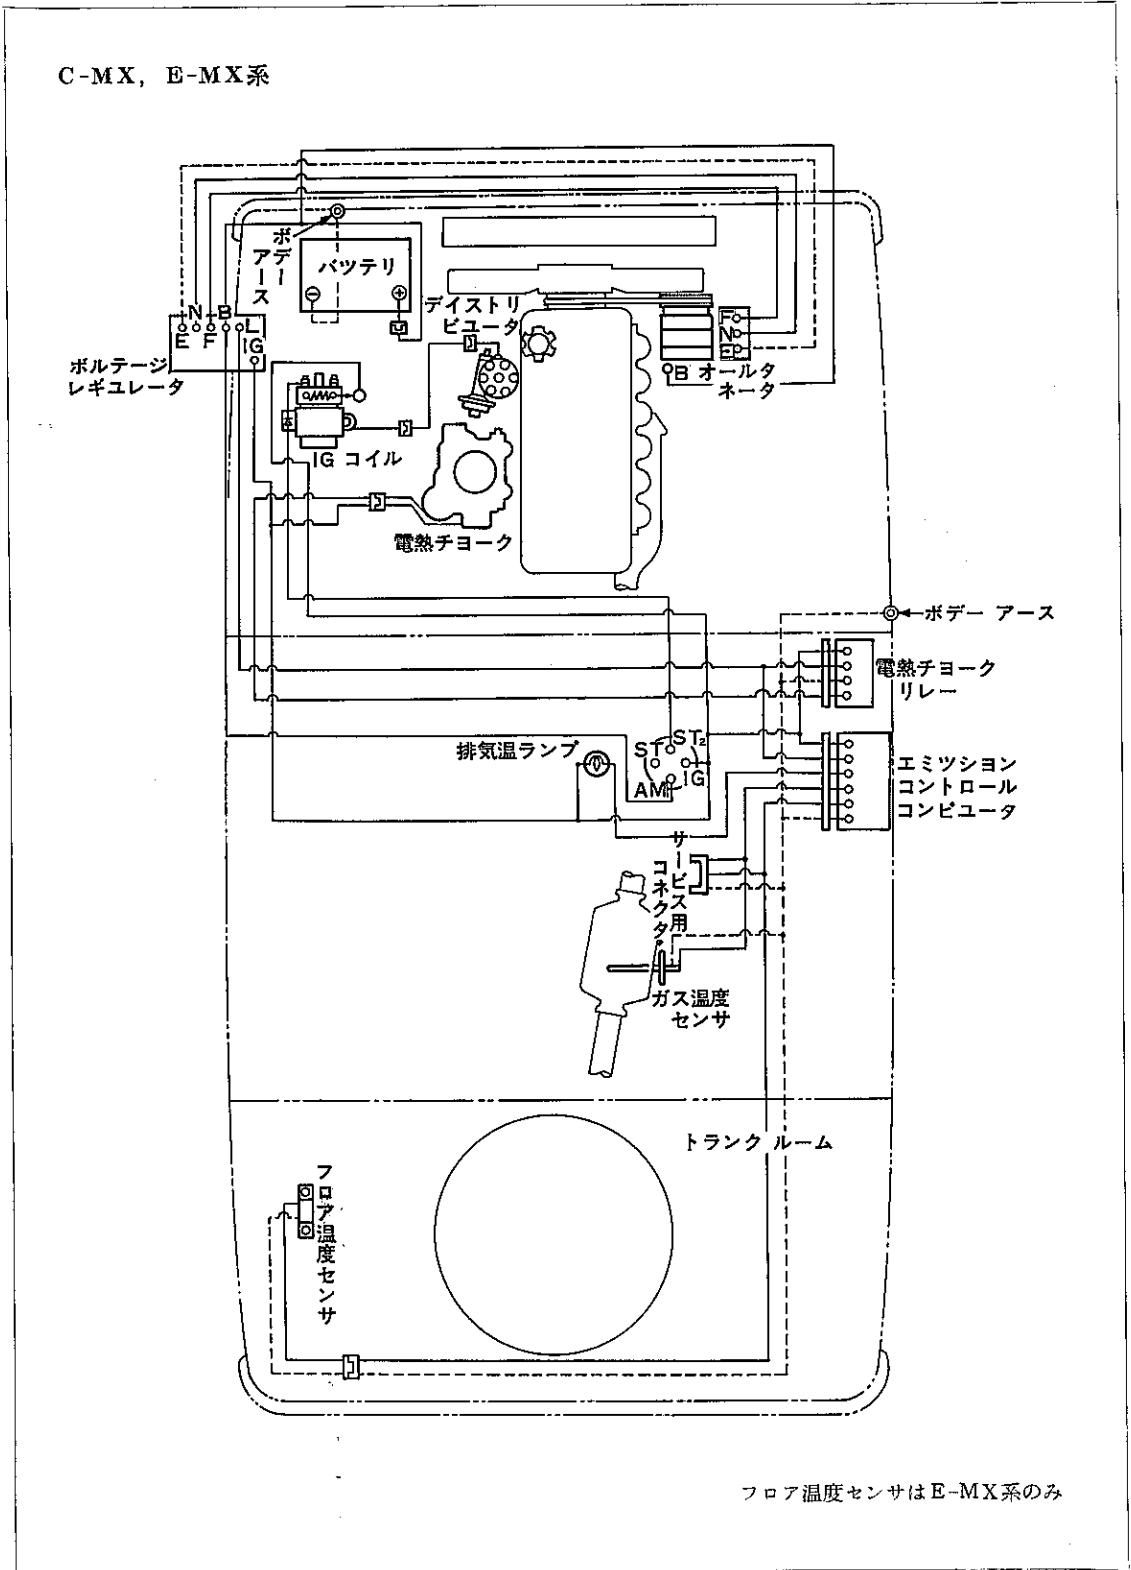 C-MX, E-MX系
ボデー
アース
バツテリ
デイストリ
ビユータ
N B L
E F IG
ボルテージ
レギユレータ
F
N
E
B オールタ
ネータ
IG コイル
電熱チヨーク
ボデー アース
電熱チヨーク
リレー
排気温ランプ
ST ST₂
AM IG
エミツシヨン
コントロール
コンピユータ
サービス用
コネクタ
ガス温度
センサ
トランク ルーム
フロア温度センサ
フロア温度センサはE-MX系のみ